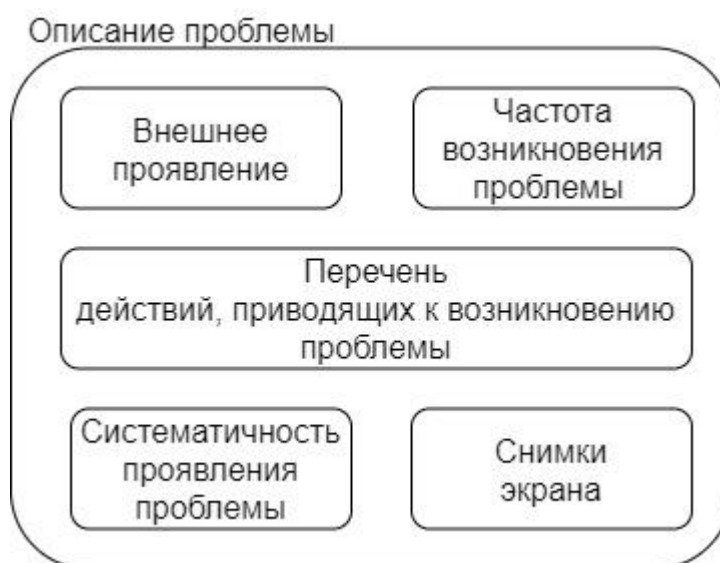 Описание проблемы
Внешнее
проявление
Частота
возникновения
проблемы
Перечень
действий, приводящих к возникновению
проблемы
Систематичность
проявления
проблемы
Снимки
экрана